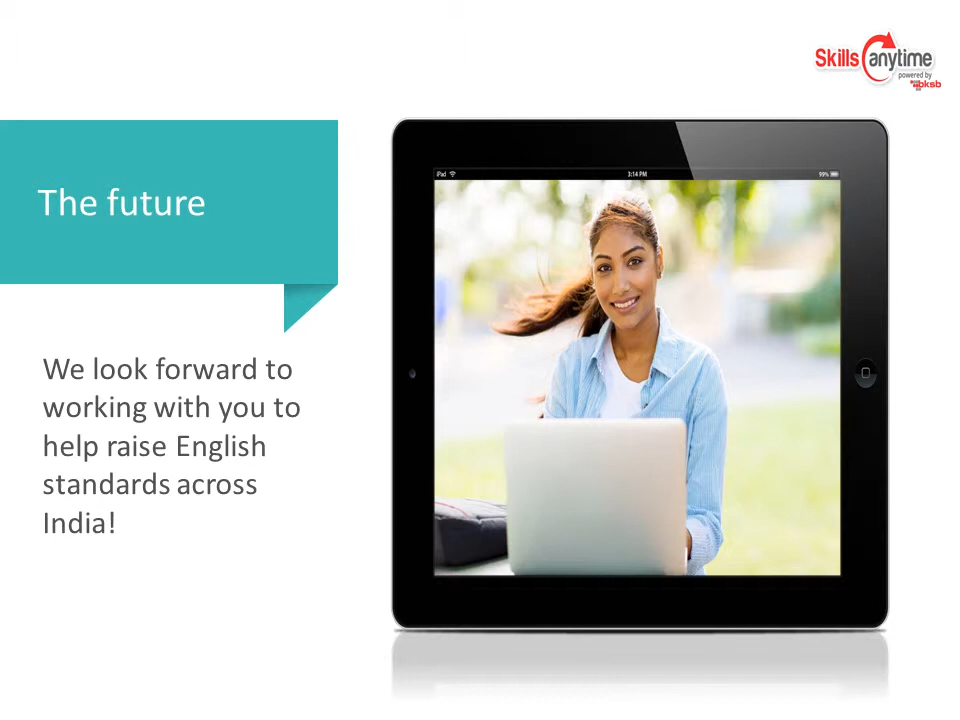 Skills anytime
powered by
bksb
The future
iPad 3:14 PM 99%
We look forward to
working with you to
help raise English
standards across
India!